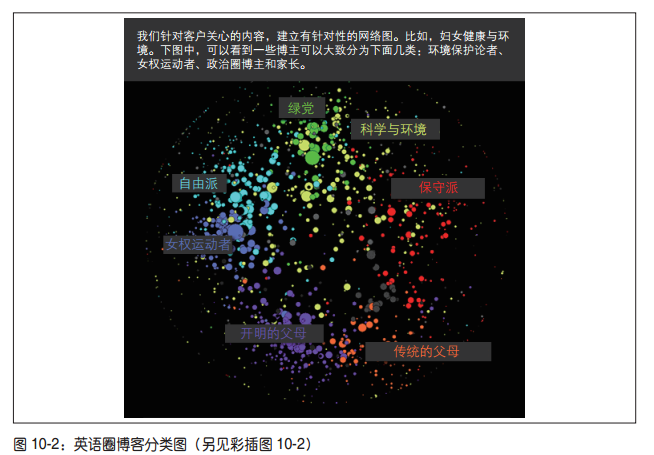 我们针对客户关心的内容，建立有针对性的网络图。比如，妇女健康与环
境。下图中，可以看到一些博主可以大致分为下面几类；环境保护论者、
女权运动者、政治圈博主和家长。
绿党
科学与环境
自由派
保守派
女权运动者
开明的父母
传统的父母
图 10-2：英语圈博客分类图（另见彩插图 10-2）